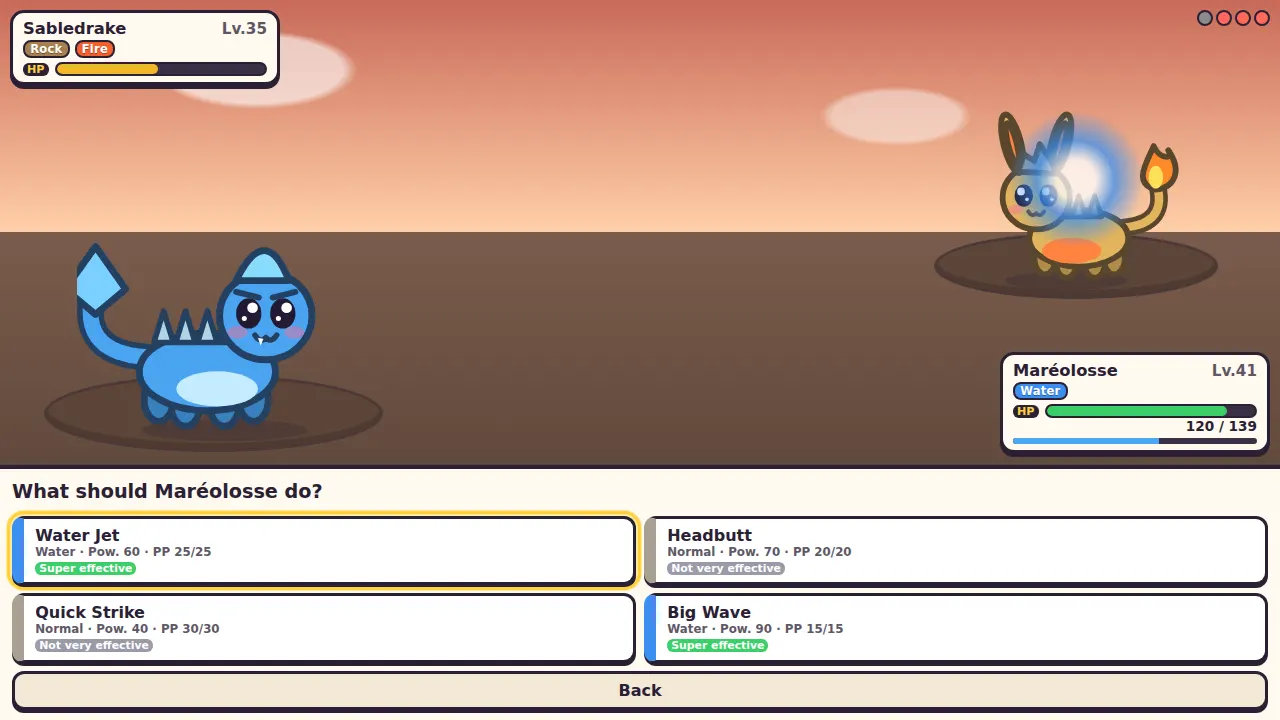 Sabledrake Lv.35
Rock Fire
HP
Maréolosse Lv.41
Water
HP
120 / 139
What should Maréolosse do?
Water Jet
Water · Pow. 60 · PP 25/25
Super effective
Headbutt
Normal · Pow. 70 · PP 20/20
Not very effective
Quick Strike
Normal · Pow. 40 · PP 30/30
Not very effective
Big Wave
Water · Pow. 90 · PP 15/15
Super effective
Back